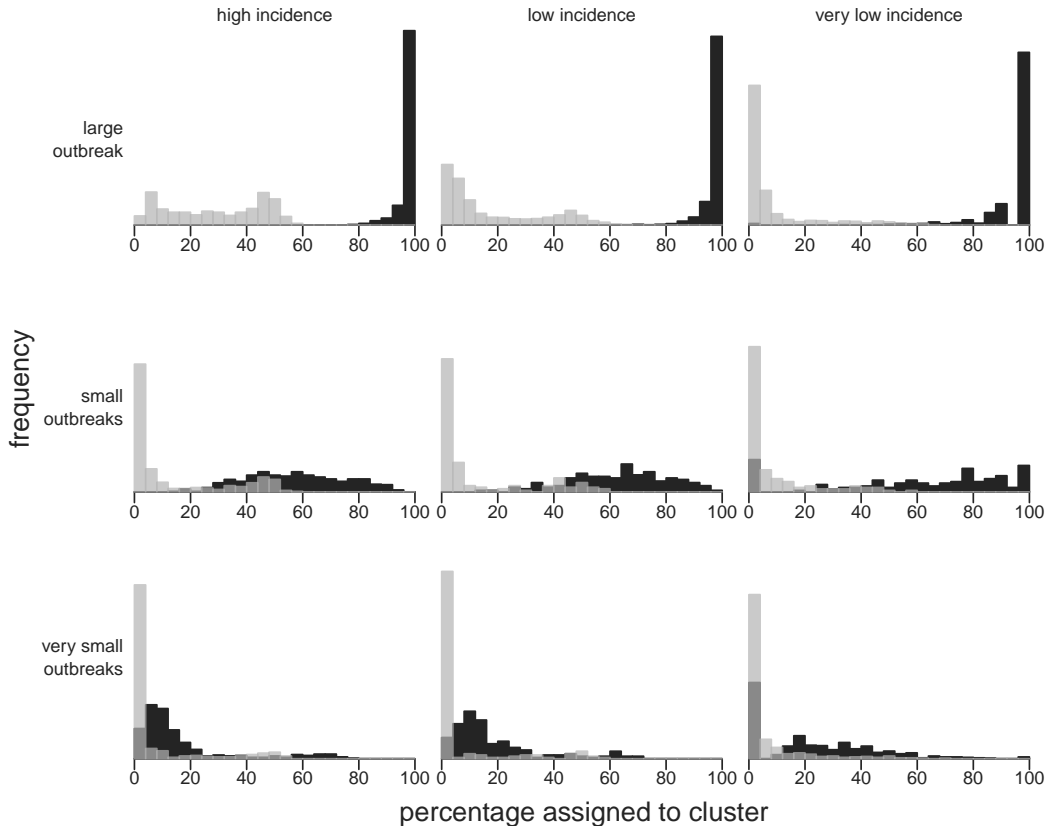 high incidence
low incidence
very low incidence
large
outbreak
0 20 40 60 80 100
0 20 40 60 80 100
0 20 40 60 80 100
frequency
small
outbreaks
0 20 40 60 80 100
0 20 40 60 80 100
0 20 40 60 80 100
very small
outbreaks
0 20 40 60 80 100
0 20 40 60 80 100
0 20 40 60 80 100
percentage assigned to cluster